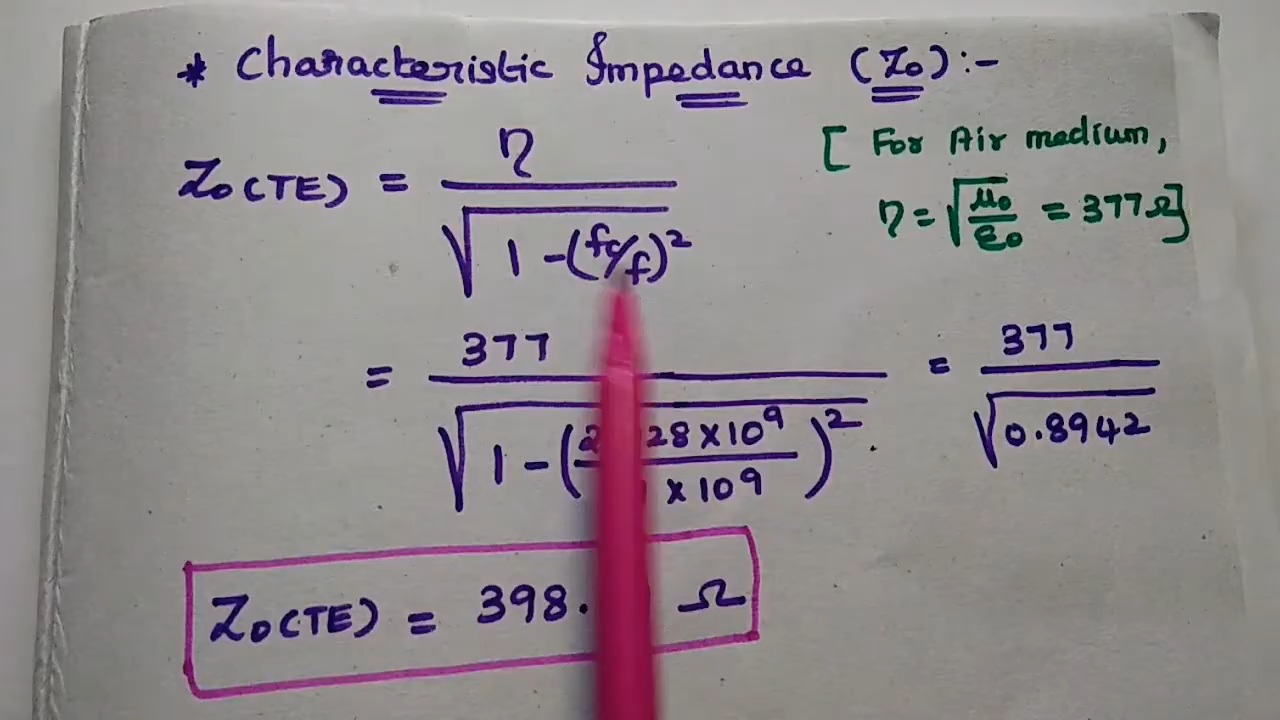 * Characteristic Impedance (Z₀):-
[ For Air medium,
η = √(μ₀/ε₀) = 377Ω]
Z₀(TE) = η / √(1-(fc/f)²)
= 377 / √(1-( 28×10⁹ / ×10⁹)²) = 377 / √0.8942
Z₀(TE) = 398. Ω